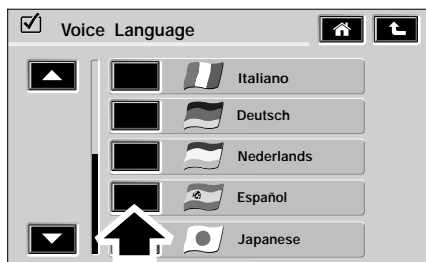 Voice Language
Italiano
Deutsch
Nederlands
Español
Japanese